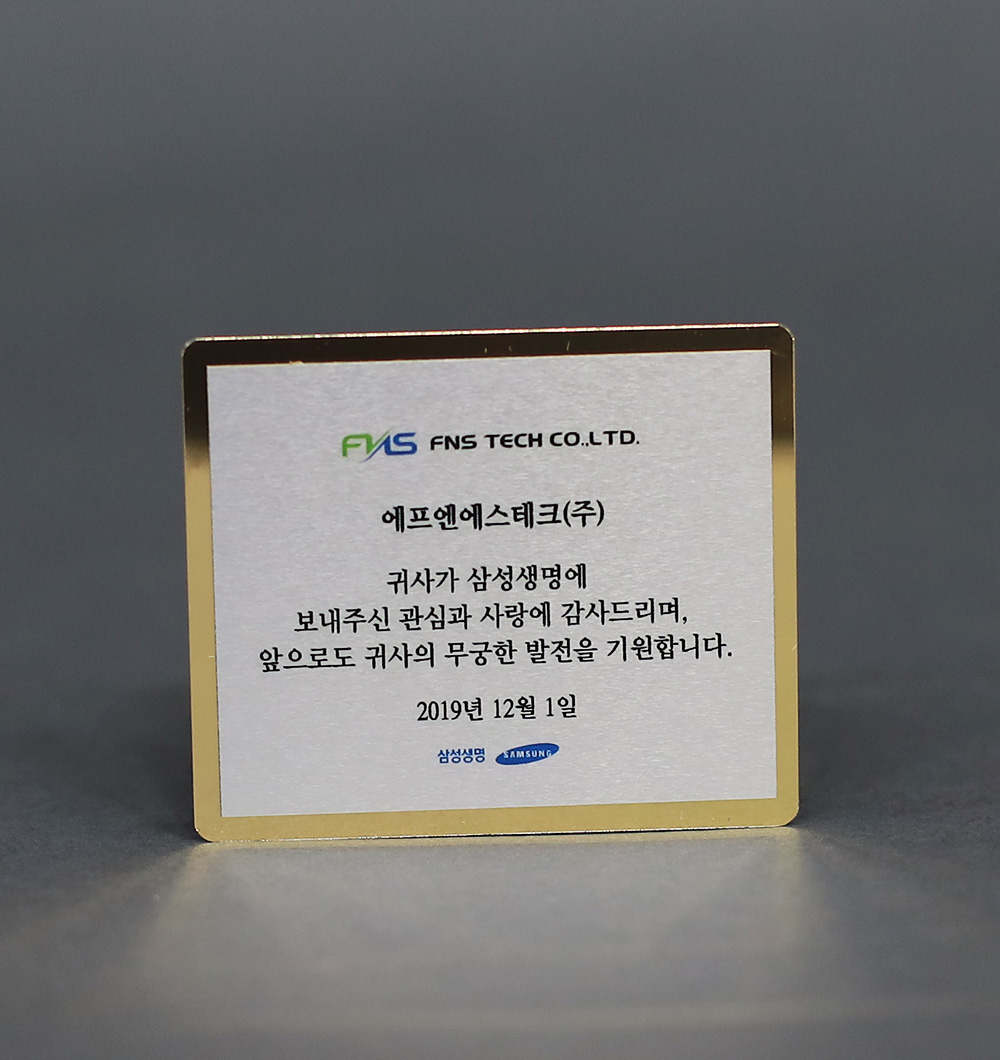 FNS FNS TECH CO.,LTD.
에프엔에스테크(주)
귀사가 삼성생명에
보내주신 관심과 사랑에 감사드리며,
앞으로도 귀사의 무궁한 발전을 기원합니다.
2019년 12월 1일
삼성생명 SAMSUNG